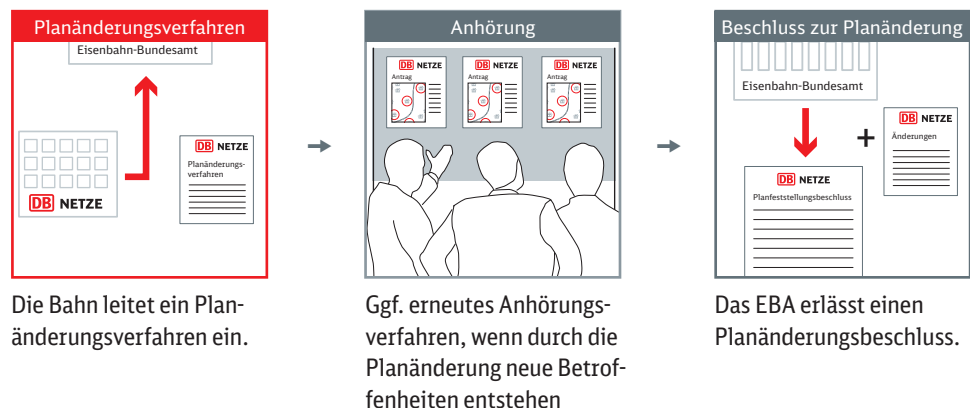 Planänderungsverfahren
Eisenbahn-Bundesamt
DB NETZE
Planänderungs-
verfahren
DB NETZE
Die Bahn leitet ein Plan-
änderungsverfahren ein.
Anhörung
DB NETZE
Antrag
DB NETZE
Antrag
DB NETZE
Antrag
Ggf. erneutes Anhörungs-
verfahren, wenn durch die
Planänderung neue Betrof-
fenheiten entstehen
Beschluss zur Planänderung
Eisenbahn-Bundesamt
+
DB NETZE
Änderungen
DB NETZE
Planfeststellungsbeschluss
Das EBA erlässt einen
Planänderungsbeschluss.